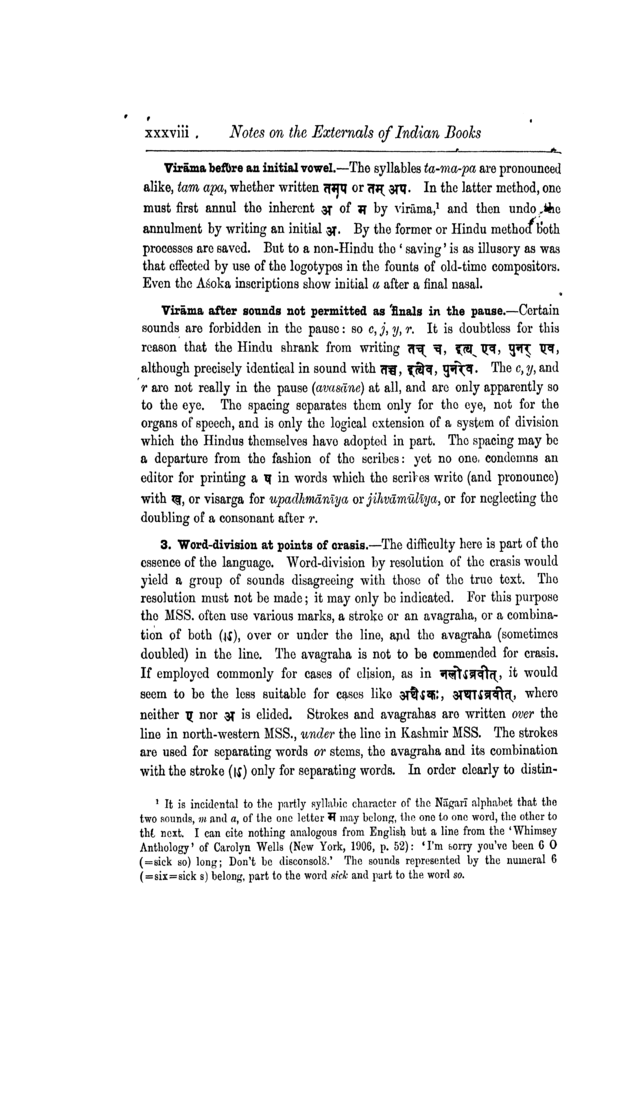 xxxviii . Notes on the Externals of Indian Books
Virāma before an initial vowel.—The syllables ta-ma-pa are pronounced
alike, tam apa, whether written तमप or तम् अप. In the latter method, one
must first annul the inherent अ of म by virāma,¹ and then undo the
annulment by writing an initial अ. By the former or Hindu method both
processes are saved. But to a non-Hindu the ‘saving’ is as illusory as was
that effected by use of the logotypes in the founts of old-time compositors.
Even the Aśoka inscriptions show initial a after a final nasal.
Virāma after sounds not permitted as finals in the pause.—Certain
sounds are forbidden in the pause: so c, j, y, r. It is doubtless for this
reason that the Hindu shrank from writing तच् च, इत्य् एव, पुनर् एव,
although precisely identical in sound with तच्च, इत्येव, पुनरेव. The c, y, and
r are not really in the pause (avasāne) at all, and are only apparently so
to the eye. The spacing separates them only for the eye, not for the
organs of speech, and is only the logical extension of a system of division
which the Hindus themselves have adopted in part. The spacing may be
a departure from the fashion of the scribes: yet no one condemns an
editor for printing a ष in words which the scribes write (and pronounce)
with ख, or visarga for upadhmānīya or jihvāmūlīya, or for neglecting the
doubling of a consonant after r.
3. Word-division at points of crasis.—The difficulty here is part of the
essence of the language. Word-division by resolution of the crasis would
yield a group of sounds disagreeing with those of the true text. The
resolution must not be made; it may only be indicated. For this purpose
the MSS. often use various marks, a stroke or an avagraha, or a combina-
tion of both (।ऽ), over or under the line, and the avagraha (sometimes
doubled) in the line. The avagraha is not to be commended for crasis.
If employed commonly for cases of elision, as in नलोऽब्रवीत्, it would
seem to be the less suitable for cases like अथैऽकः, अथाऽब्रवीत्, where
neither ए nor अ is elided. Strokes and avagrahas are written over the
line in north-western MSS., under the line in Kashmir MSS. The strokes
are used for separating words or stems, the avagraha and its combination
with the stroke (।ऽ) only for separating words. In order clearly to distin-
¹ It is incidental to the partly syllabic character of the Nāgarī alphabet that the
two sounds, m and a, of the one letter म may belong, the one to one word, the other to
the next. I can cite nothing analogous from English but a line from the ‘Whimsey
Anthology’ of Carolyn Wells (New York, 1906, p. 52): ‘I'm sorry you've been 6 O
(=sick so) long; Don't be disconsol8.’ The sounds represented by the numeral 6
(=six=sick s) belong, part to the word sick and part to the word so.